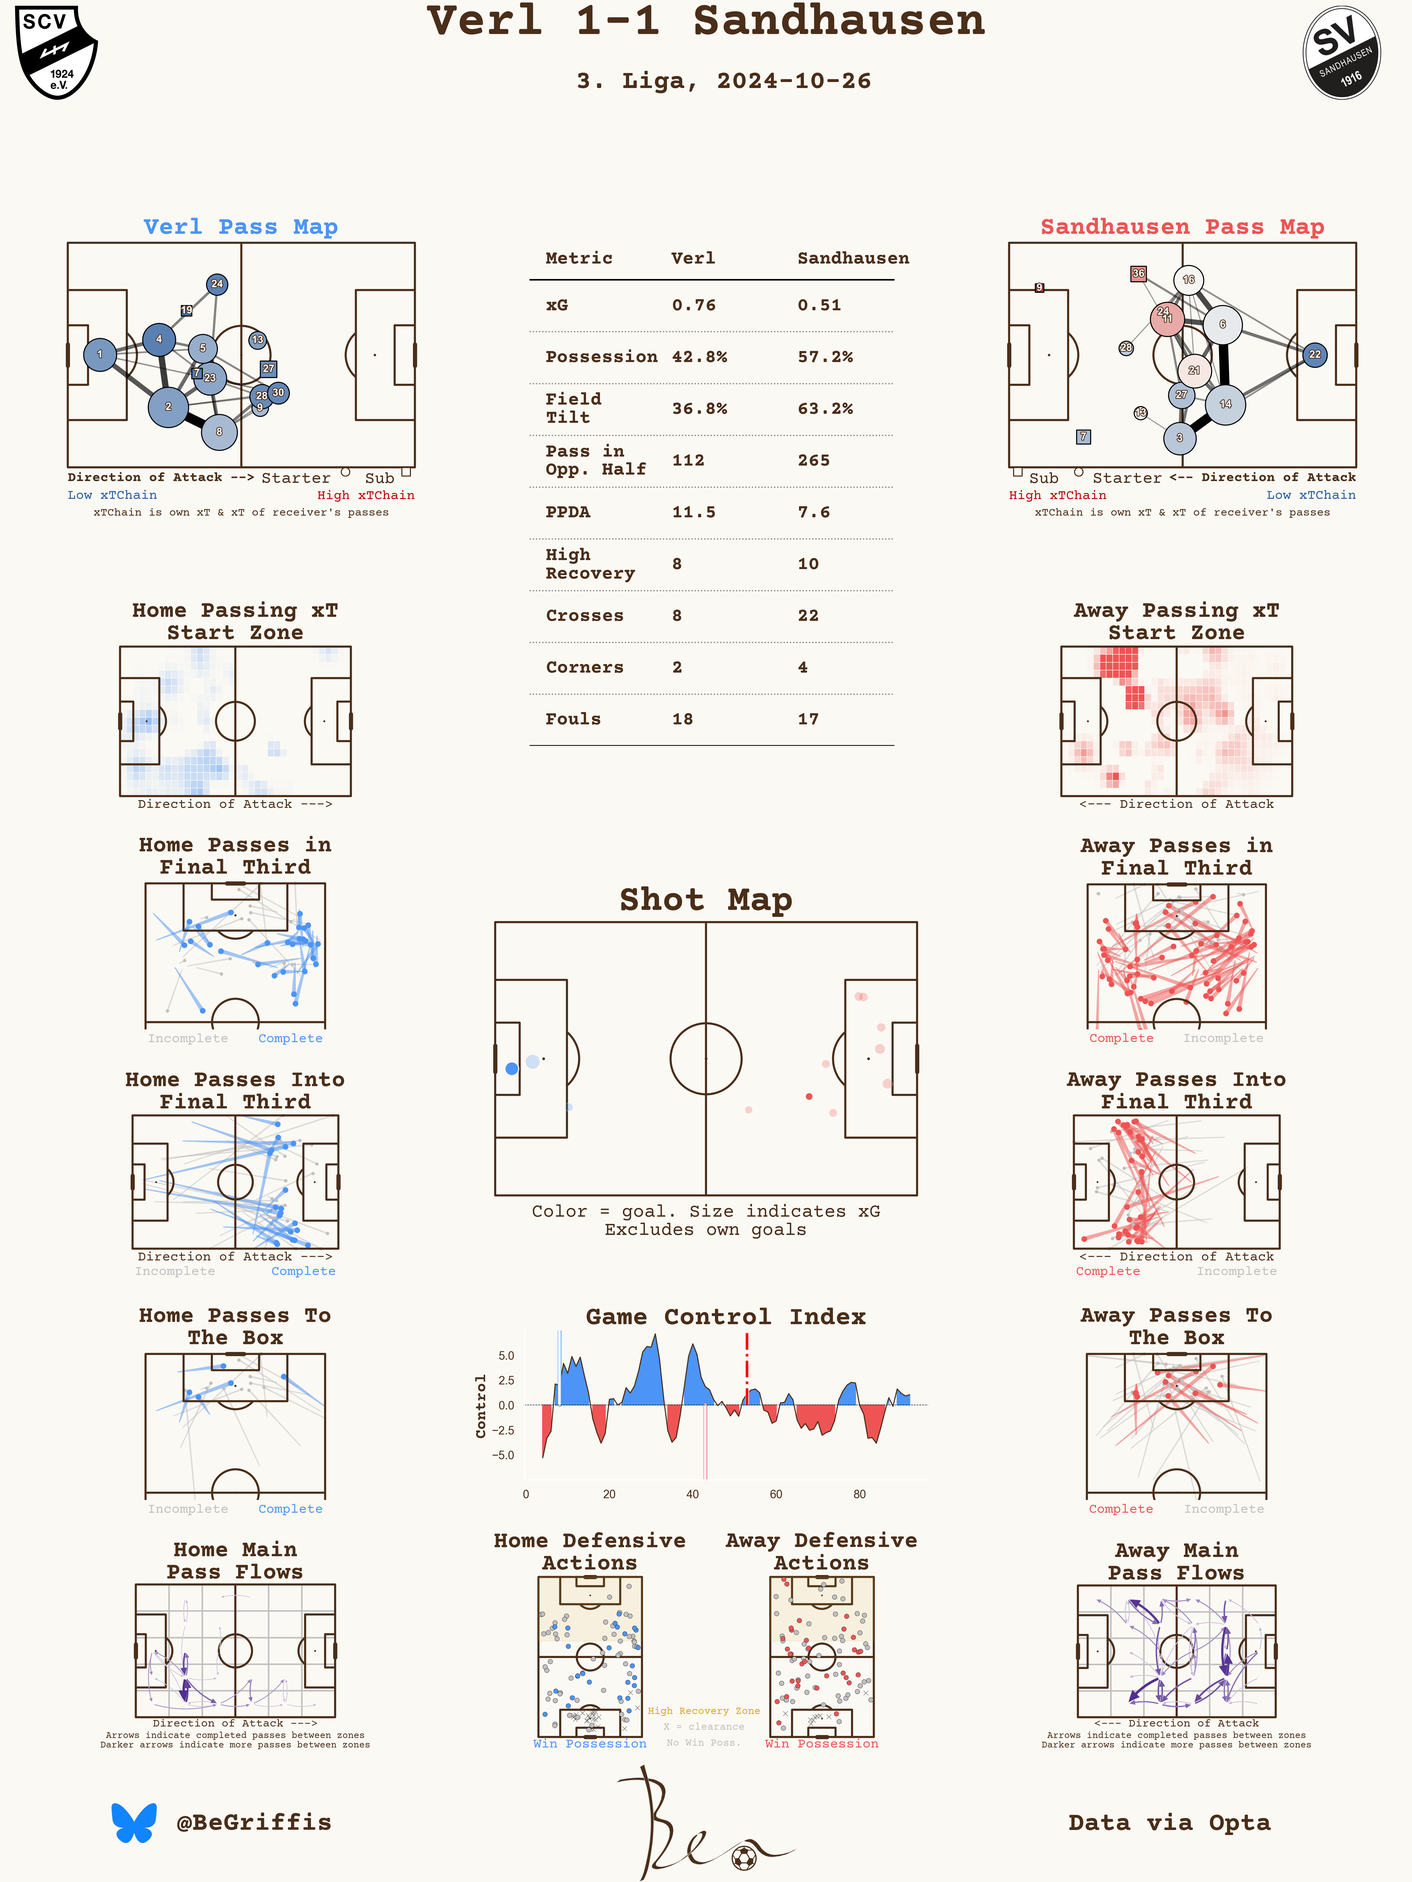 Verl 1-1 Sandhausen
3. Liga, 2024-10-26
SCV
1924
e.V.
SV
SANDHAUSEN
1916
Verl Pass Map
24
19
4
5
13
1
7
23
27
28
30
9
2
8
Direction of Attack --> Starter Sub
Low xTChain High xTChain
xTChain is own xT & xT of receiver's passes
Metric Verl Sandhausen
xG 0.76 0.51
Possession 42.8% 57.2%
Field
Tilt 36.8% 63.2%
Pass in
Opp. Half 112 265
PPDA 11.5 7.6
High
Recovery 8 10
Crosses 8 22
Corners 2 4
Fouls 18 17
Sandhausen Pass Map
36
16
9
24
11
6
28
22
21
27
14
13
7
3
Sub Starter <-- Direction of Attack
High xTChain Low xTChain
xTChain is own xT & xT of receiver's passes
Home Passing xT
Start Zone
Direction of Attack --->
Away Passing xT
Start Zone
<--- Direction of Attack
Home Passes in
Final Third
Incomplete Complete
Away Passes in
Final Third
Complete Incomplete
Shot Map
Color = goal. Size indicates xG
Excludes own goals
Home Passes Into
Final Third
Direction of Attack --->
Incomplete Complete
Away Passes Into
Final Third
<--- Direction of Attack
Complete Incomplete
Home Passes To
The Box
Incomplete Complete
Game Control Index
Control
5.0
2.5
0.0
−2.5
−5.0
0 20 40 60 80
Away Passes To
The Box
Complete Incomplete
Home Main
Pass Flows
Direction of Attack --->
Arrows indicate completed passes between zones
Darker arrows indicate more passes between zones
Home Defensive
Actions
Win Possession
Away Defensive
Actions
Win Possession
High Recovery Zone
X = clearance
No Win Poss.
Away Main
Pass Flows
<--- Direction of Attack
Arrows indicate completed passes between zones
Darker arrows indicate more passes between zones
@BeGriffis
Ben
Data via Opta